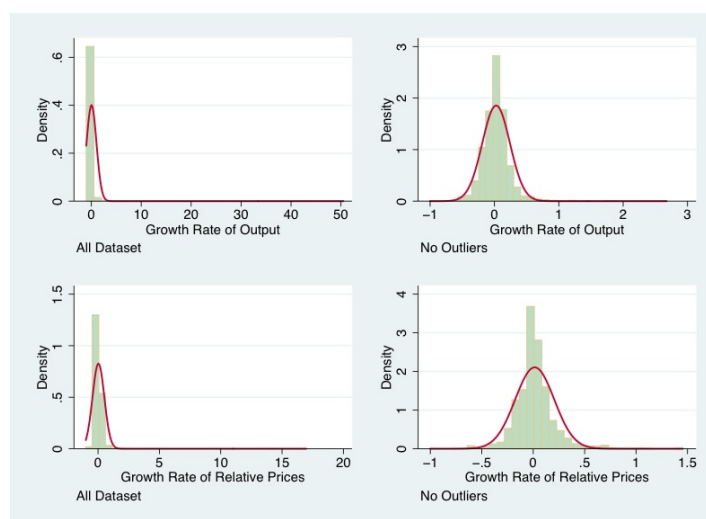 Density
0
.2
.4
.6
0 10 20 30 40 50
Growth Rate of Output
All Dataset
Density
0
1
2
3
−1 0 1 2 3
Growth Rate of Output
No Outliers
Density
0
.5
1
1.5
0 5 10 15 20
Growth Rate of Relative Prices
All Dataset
Density
0
1
2
3
4
−1 −.5 0 .5 1 1.5
Growth Rate of Relative Prices
No Outliers